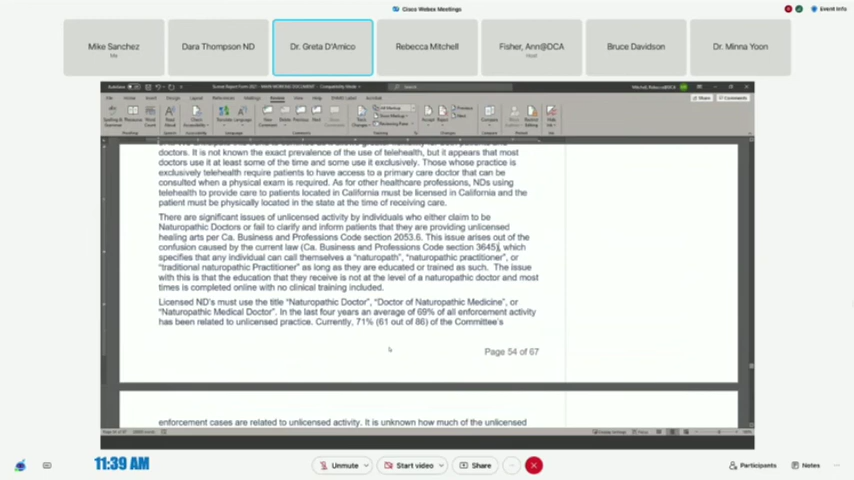 Cisco Webex Meetings
Event Info
Mike Sanchez
Me
Dara Thompson ND
Dr. Greta D'Amico
Rebecca Mitchell
Fisher, Ann@DCA
Host
Bruce Davidson
Dr. Minna Yoon
Search
Share
Comments
doctors. It is not known the exact prevalence of the use of telehealth, but it appears that most
doctors use it at least some of the time and some use it exclusively. Those whose practice is
exclusively telehealth require patients to have access to a primary care doctor that can be
consulted when a physical exam is required. As for other healthcare professions, NDs using
telehealth to provide care to patients located in California must be licensed in California and the
patient must be physically located in the state at the time of receiving care.
There are significant issues of unlicensed activity by individuals who either claim to be
Naturopathic Doctors or fail to clarify and inform patients that they are providing unlicensed
healing arts per Ca. Business and Professions Code section 2053.6. This issue arises out of the
confusion caused by the current law (Ca. Business and Professions Code section 3645), which
specifies that any individual can call themselves a "naturopath", "naturopathic practitioner", or
"traditional naturopathic Practitioner" as long as they are educated or trained as such. The issue
with this is that the education that they receive is not at the level of a naturopathic doctor and most
times is completed online with no clinical training included.
Licensed ND's must use the title "Naturopathic Doctor", "Doctor of Naturopathic Medicine", or
"Naturopathic Medical Doctor". In the last four years an average of 69% of all enforcement activity
has been related to unlicensed practice. Currently, 71% (61 out of 86) of the Committee's
Page 54 of 67
enforcement cases are related to unlicensed activity. It is unknown how much of the unlicensed
11:39 AM
Unmute
Start video
Share
Participants
Notes